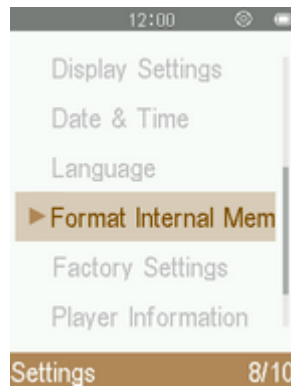 12:00
Display Settings
Date & Time
Language
Format Internal Mem
Factory Settings
Player Information
Settings 8/10